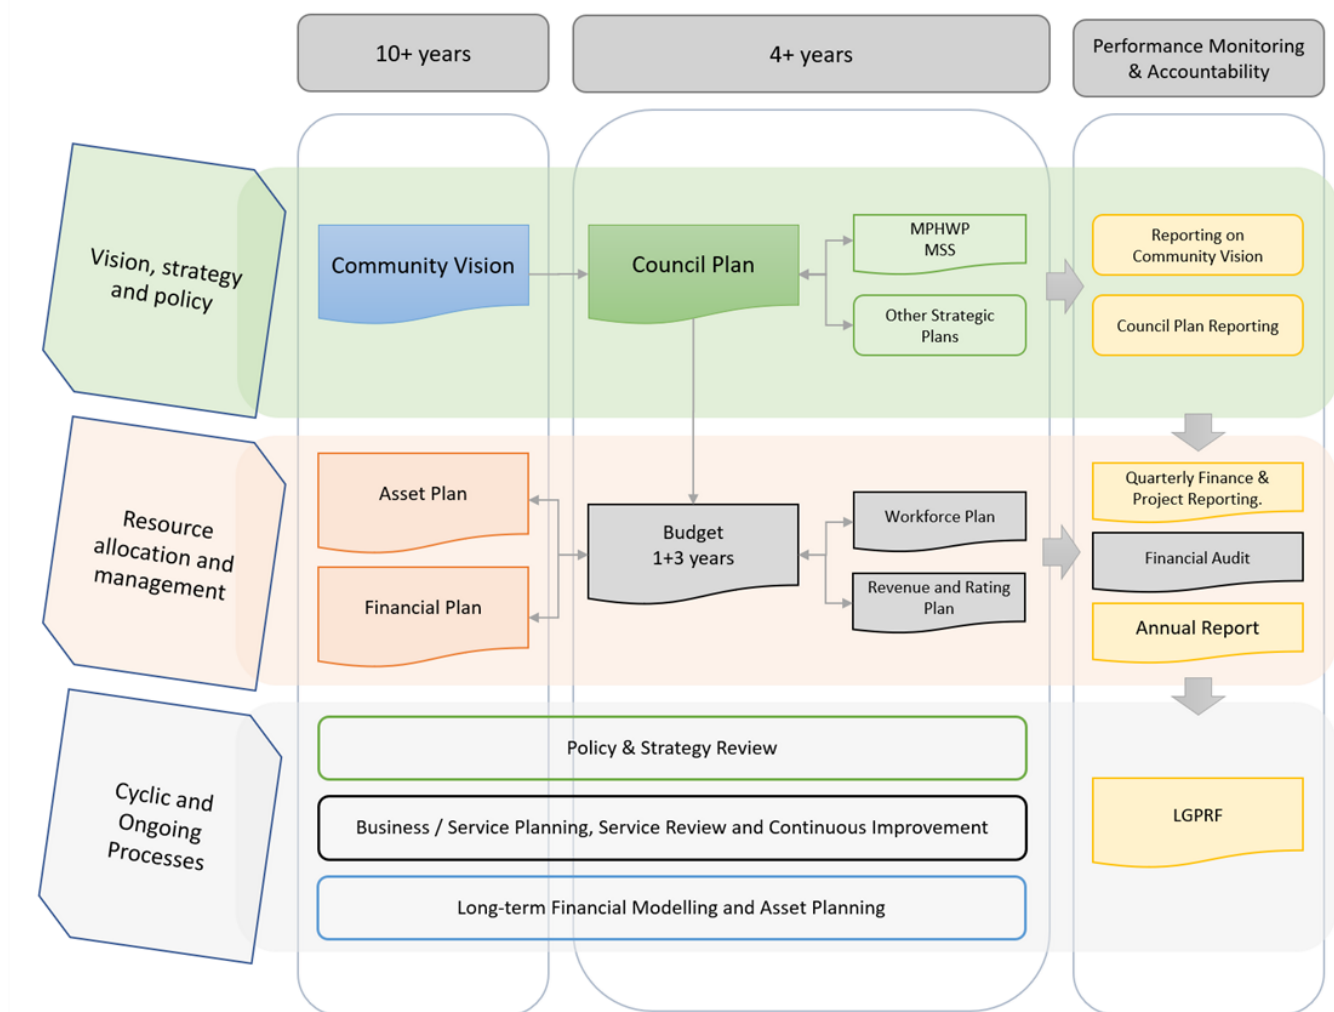 10+ years
4+ years
Performance Monitoring
& Accountability
Vision, strategy
and policy
Community Vision
Council Plan
MPHWP
MSS
Other Strategic
Plans
Reporting on
Community Vision
Council Plan Reporting
Resource
allocation and
management
Asset Plan
Financial Plan
Budget
1+3 years
Workforce Plan
Revenue and Rating
Plan
Quarterly Finance &
Project Reporting.
Financial Audit
Annual Report
Cyclic and
Ongoing
Processes
Policy & Strategy Review
Business / Service Planning, Service Review and Continuous Improvement
Long-term Financial Modelling and Asset Planning
LGPRF